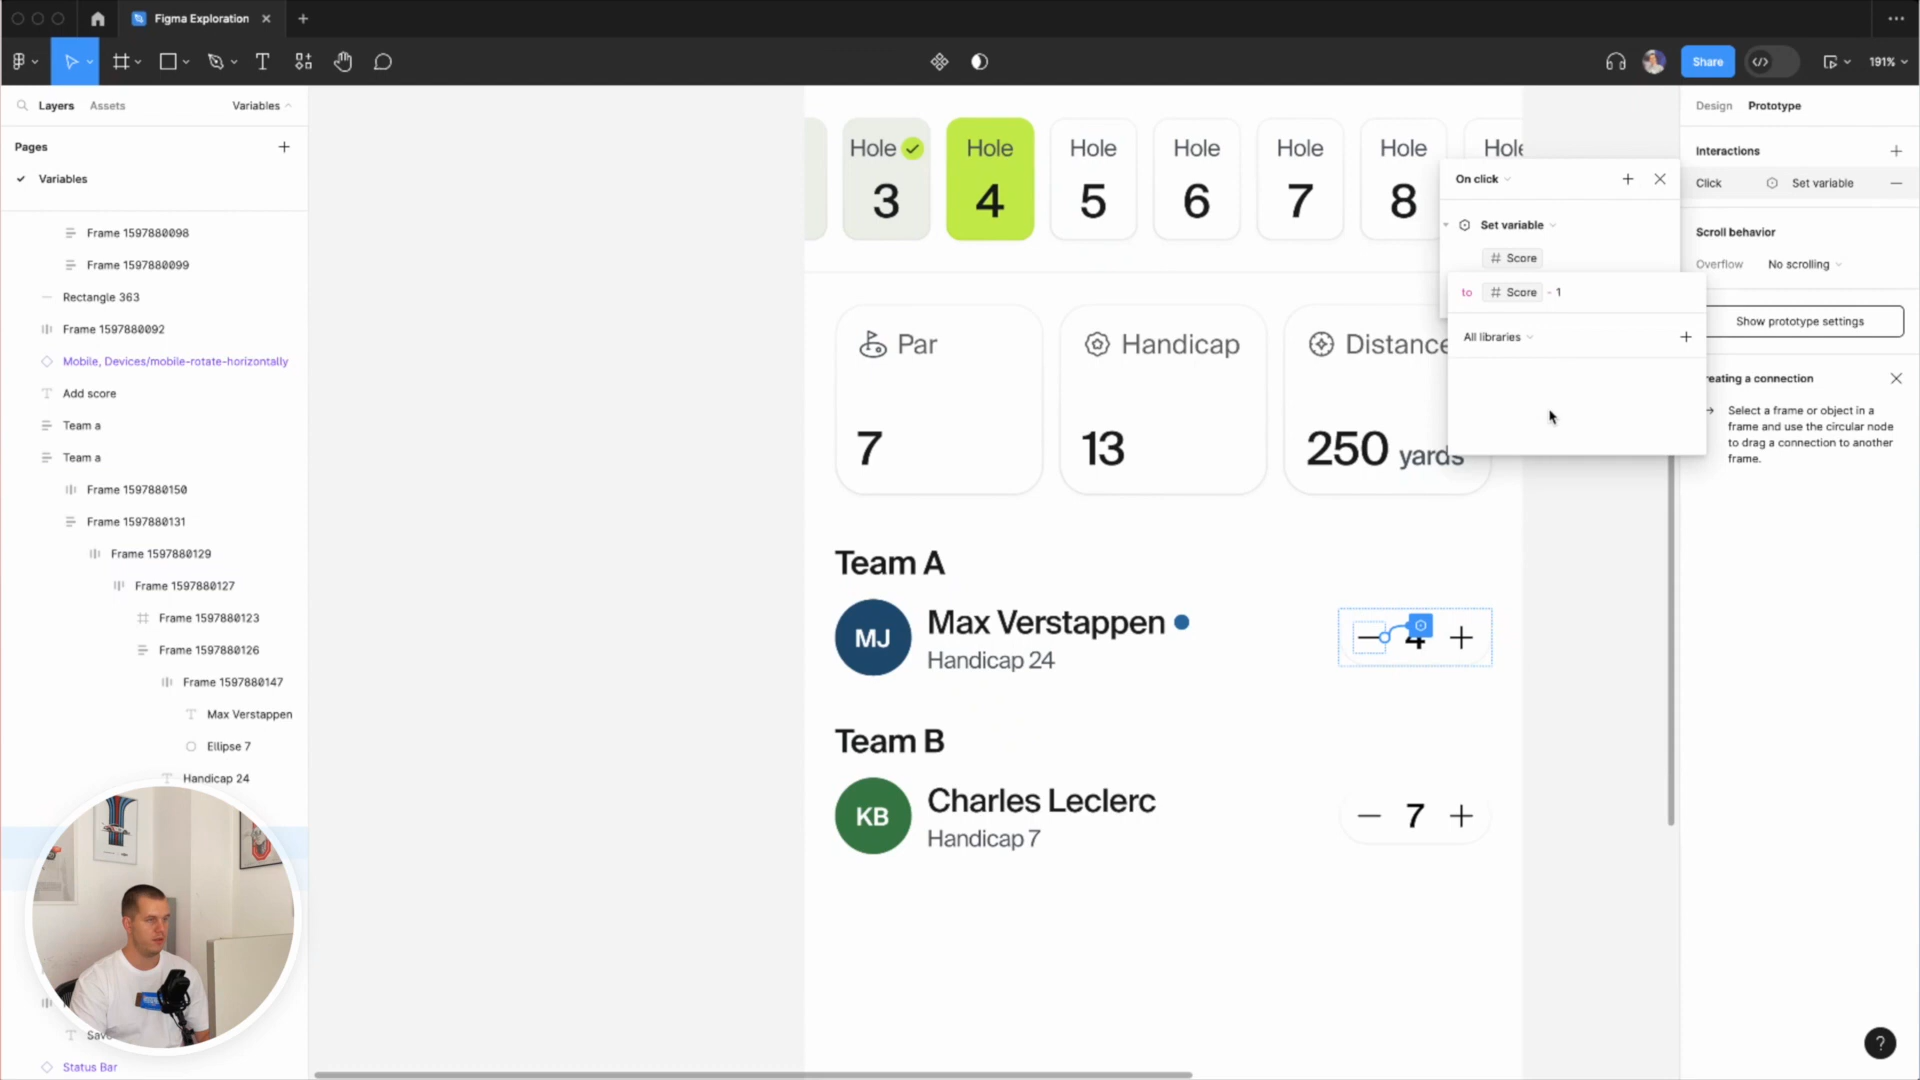 Figma Exploration
Share
191%
Layers
Assets
Variables
Pages
Variables
Frame 1597880098
Frame 1597880099
Rectangle 363
Frame 1597880092
Mobile, Devices/mobile-rotate-horizontally
Add score
Team a
Team a
Frame 1597880150
Frame 1597880131
Frame 1597880129
Frame 1597880127
Frame 1597880123
Frame 1597880126
Frame 1597880147
Max Verstappen
Ellipse 7
Handicap 24
Status Bar
Hole
3
Hole
4
Hole
5
Hole
6
Hole
7
Hole
8
Hole
Par
7
Handicap
13
Distance
250 yards
Team A
MJ
Max Verstappen
Handicap 24
4
Team B
KB
Charles Leclerc
Handicap 7
7
On click
Set variable
# Score
to # Score - 1
All libraries
Design
Prototype
Interactions
Click
Set variable
Scroll behavior
Overflow
No scrolling
Show prototype settings
reating a connection
Select a frame or object in a
frame and use the circular node
to drag a connection to another
frame.
?